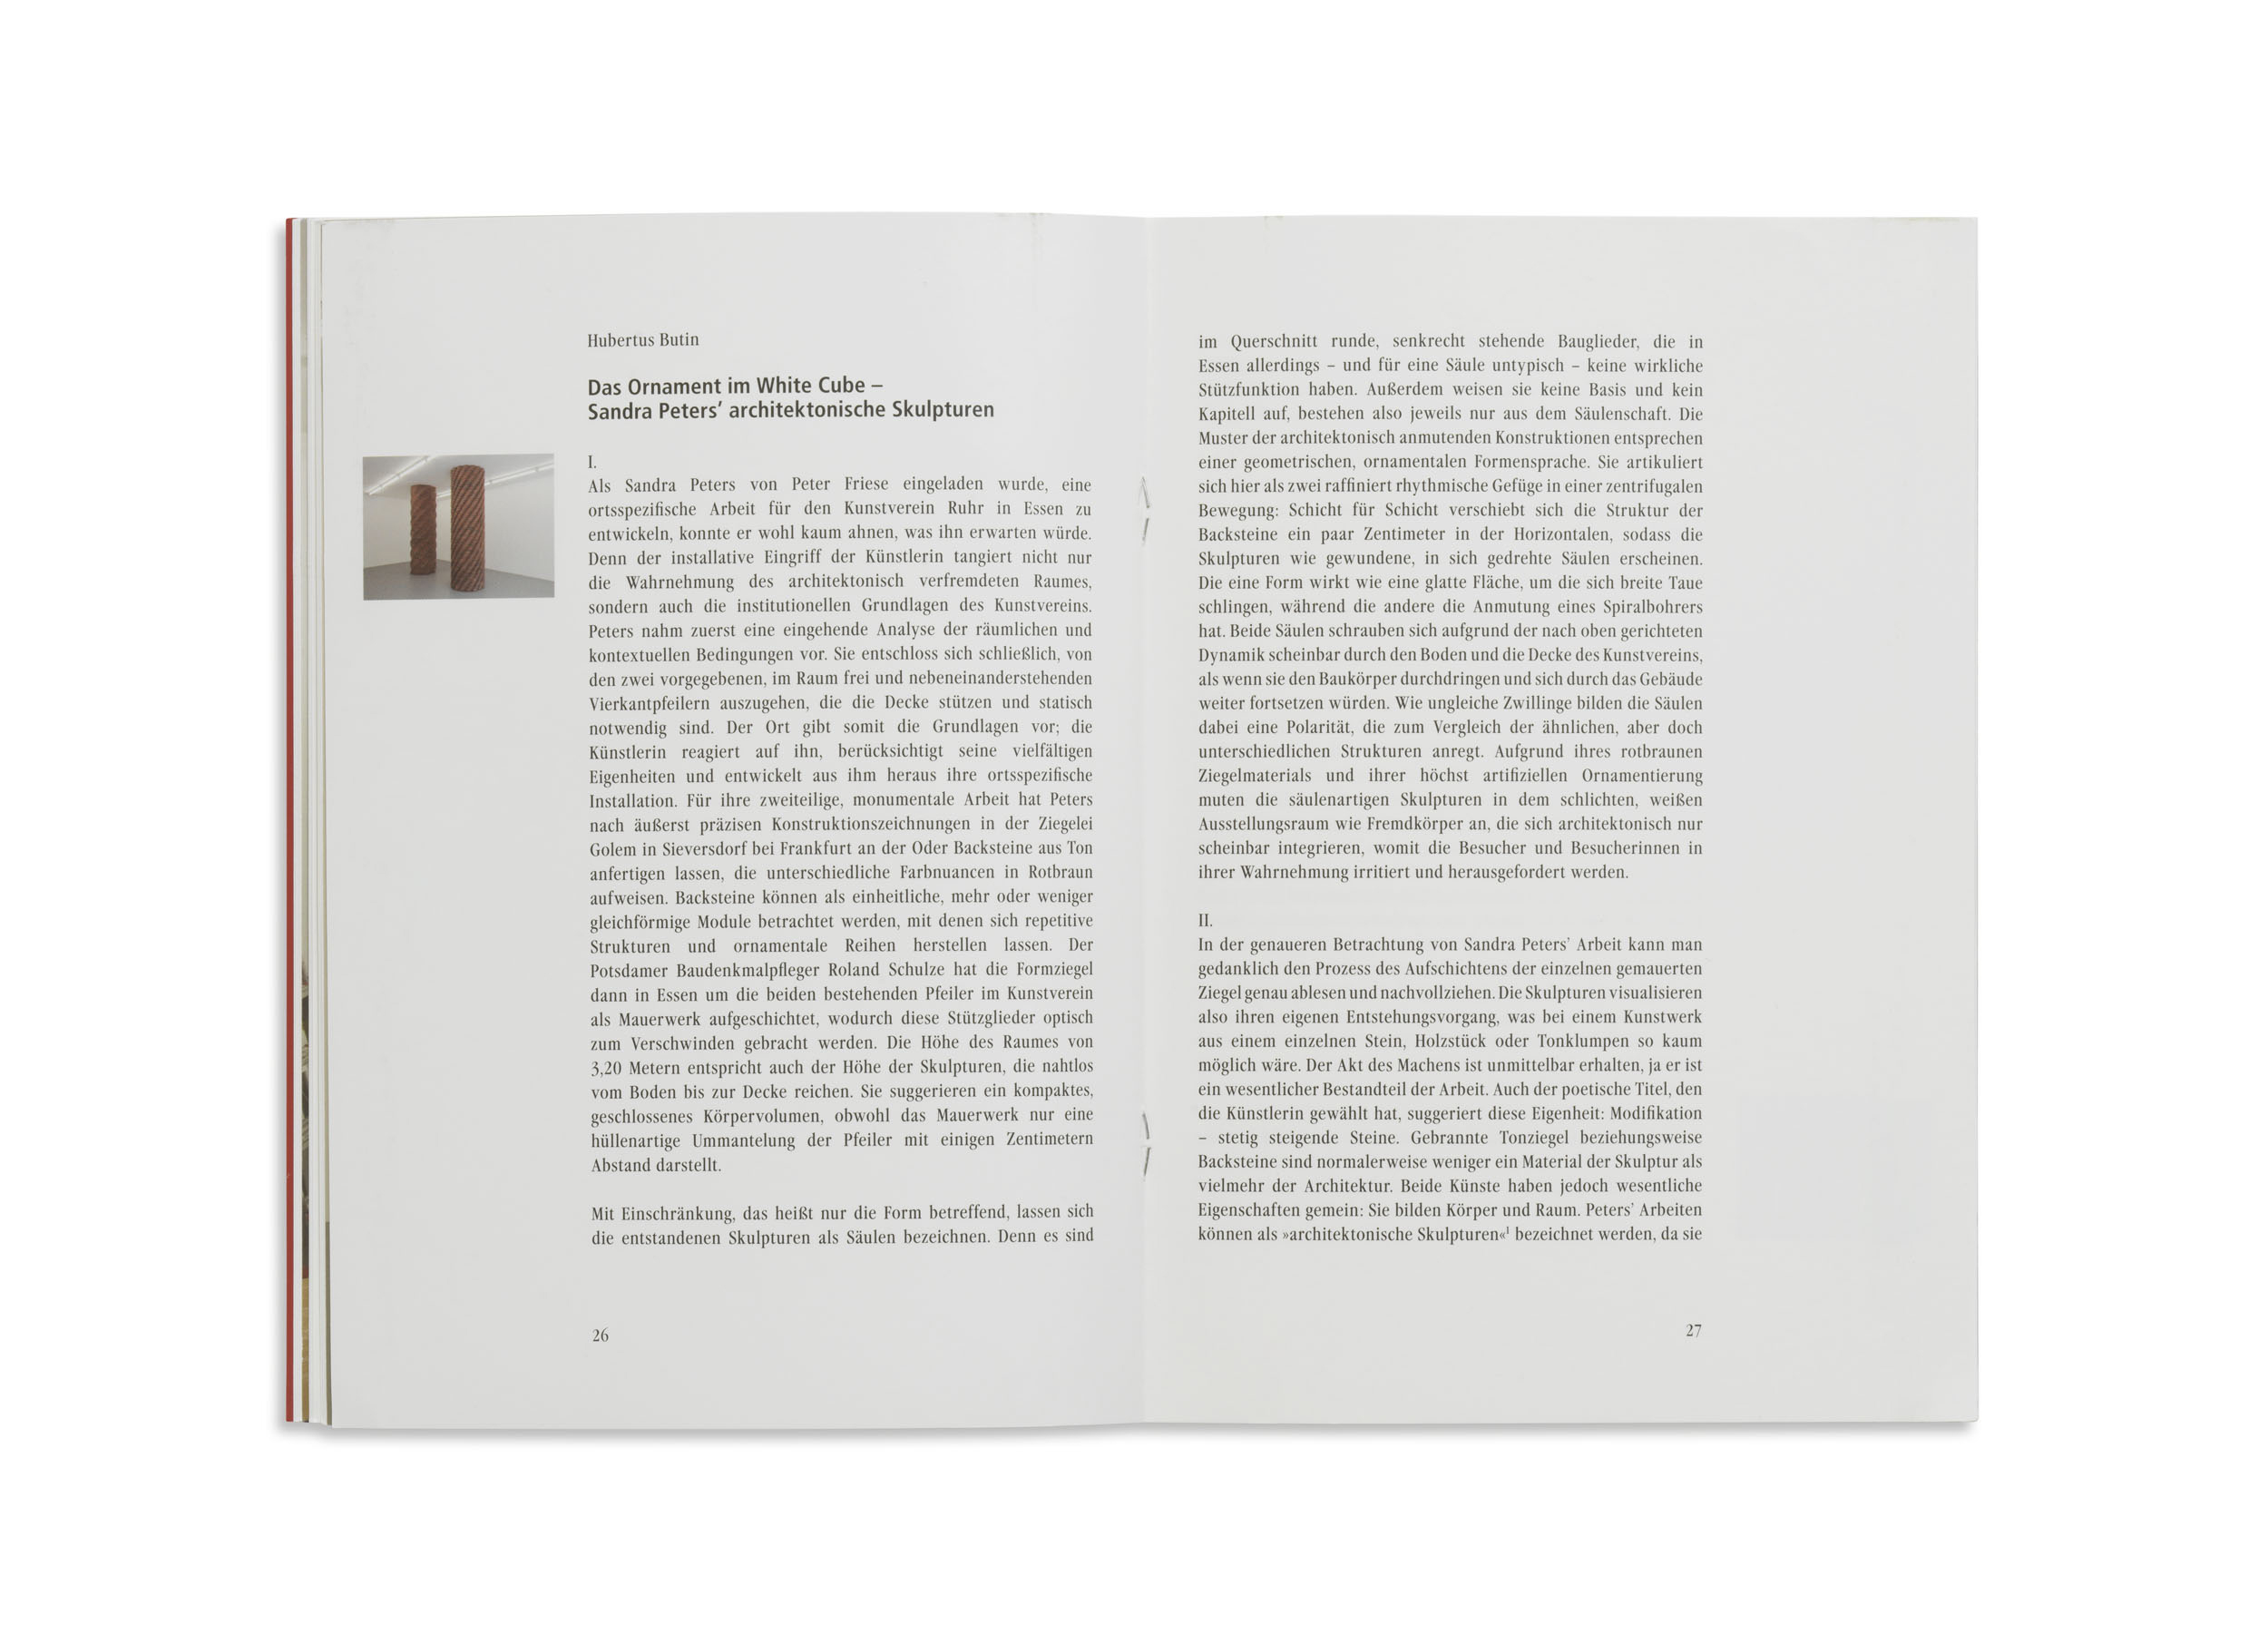 Hubertus Butin
Das Ornament im White Cube –
Sandra Peters’ architektonische Skulpturen
I.
Als Sandra Peters von Peter Friese eingeladen wurde, eine
ortsspezifische Arbeit für den Kunstverein Ruhr in Essen zu
entwickeln, konnte er wohl kaum ahnen, was ihn erwarten würde.
Denn der installative Eingriff der Künstlerin tangiert nicht nur
die Wahrnehmung des architektonisch verfremdeten Raumes,
sondern auch die institutionellen Grundlagen des Kunstvereins.
Peters nahm zuerst eine eingehende Analyse der räumlichen und
kontextuellen Bedingungen vor. Sie entschloss sich schließlich, von
den zwei vorgegebenen, im Raum frei und nebeneinanderstehenden
Vierkantpfeilern auszugehen, die die Decke stützen und statisch
notwendig sind. Der Ort gibt somit die Grundlagen vor; die
Künstlerin reagiert auf ihn, berücksichtigt seine vielfältigen
Eigenheiten und entwickelt aus ihm heraus ihre ortsspezifische
Installation. Für ihre zweiteilige, monumentale Arbeit hat Peters
nach äußerst präzisen Konstruktionszeichnungen in der Ziegelei
Golem in Sieversdorf bei Frankfurt an der Oder Backsteine aus Ton
anfertigen lassen, die unterschiedliche Farbnuancen in Rotbraun
aufweisen. Backsteine können als einheitliche, mehr oder weniger
gleichförmige Module betrachtet werden, mit denen sich repetitive
Strukturen und ornamentale Reihen herstellen lassen. Der
Potsdamer Baudenkmalpfleger Roland Schulze hat die Formziegel
dann in Essen um die beiden bestehenden Pfeiler im Kunstverein
als Mauerwerk aufgeschichtet, wodurch diese Stützglieder optisch
zum Verschwinden gebracht werden. Die Höhe des Raumes von
3,20 Metern entspricht auch der Höhe der Skulpturen, die nahtlos
vom Boden bis zur Decke reichen. Sie suggerieren ein kompaktes,
geschlossenes Körpervolumen, obwohl das Mauerwerk nur eine
hüllenartige Ummantelung der Pfeiler mit einigen Zentimetern
Abstand darstellt.
Mit Einschränkung, das heißt nur die Form betreffend, lassen sich
die entstandenen Skulpturen als Säulen bezeichnen. Denn es sind
26
im Querschnitt runde, senkrecht stehende Bauglieder, die in
Essen allerdings – und für eine Säule untypisch – keine wirkliche
Stützfunktion haben. Außerdem weisen sie keine Basis und kein
Kapitell auf, bestehen also jeweils nur aus dem Säulenschaft. Die
Muster der architektonisch anmutenden Konstruktionen entsprechen
einer geometrischen, ornamentalen Formensprache. Sie artikuliert
sich hier als zwei raffiniert rhythmische Gefüge in einer zentrifugalen
Bewegung: Schicht für Schicht verschiebt sich die Struktur der
Backsteine ein paar Zentimeter in der Horizontalen, sodass die
Skulpturen wie gewundene, in sich gedrehte Säulen erscheinen.
Die eine Form wirkt wie eine glatte Fläche, um die sich breite Taue
schlingen, während die andere die Anmutung eines Spiralbohrers
hat. Beide Säulen schrauben sich aufgrund der nach oben gerichteten
Dynamik scheinbar durch den Boden und die Decke des Kunstvereins,
als wenn sie den Baukörper durchdringen und sich durch das Gebäude
weiter fortsetzen würden. Wie ungleiche Zwillinge bilden die Säulen
dabei eine Polarität, die zum Vergleich der ähnlichen, aber doch
unterschiedlichen Strukturen anregt. Aufgrund ihres rotbraunen
Ziegelmaterials und ihrer höchst artifiziellen Ornamentierung
muten die säulenartigen Skulpturen in dem schlichten, weißen
Ausstellungsraum wie Fremdkörper an, die sich architektonisch nur
scheinbar integrieren, womit die Besucher und Besucherinnen in
ihrer Wahrnehmung irritiert und herausgefordert werden.
II.
In der genaueren Betrachtung von Sandra Peters’ Arbeit kann man
gedanklich den Prozess des Aufschichtens der einzelnen gemauerten
Ziegel genau ablesen und nachvollziehen. Die Skulpturen visualisieren
also ihren eigenen Entstehungsvorgang, was bei einem Kunstwerk
aus einem einzelnen Stein, Holzstück oder Tonklumpen so kaum
möglich wäre. Der Akt des Machens ist unmittelbar erhalten, ja er ist
ein wesentlicher Bestandteil der Arbeit. Auch der poetische Titel, den
die Künstlerin gewählt hat, suggeriert diese Eigenheit: Modifikation
– stetig steigende Steine. Gebrannte Tonziegel beziehungsweise
Backsteine sind normalerweise weniger ein Material der Skulptur als
vielmehr der Architektur. Beide Künste haben jedoch wesentliche
Eigenschaften gemein: Sie bilden Körper und Raum. Peters’ Arbeiten
können als »architektonische Skulpturen«¹ bezeichnet werden, da sie
27